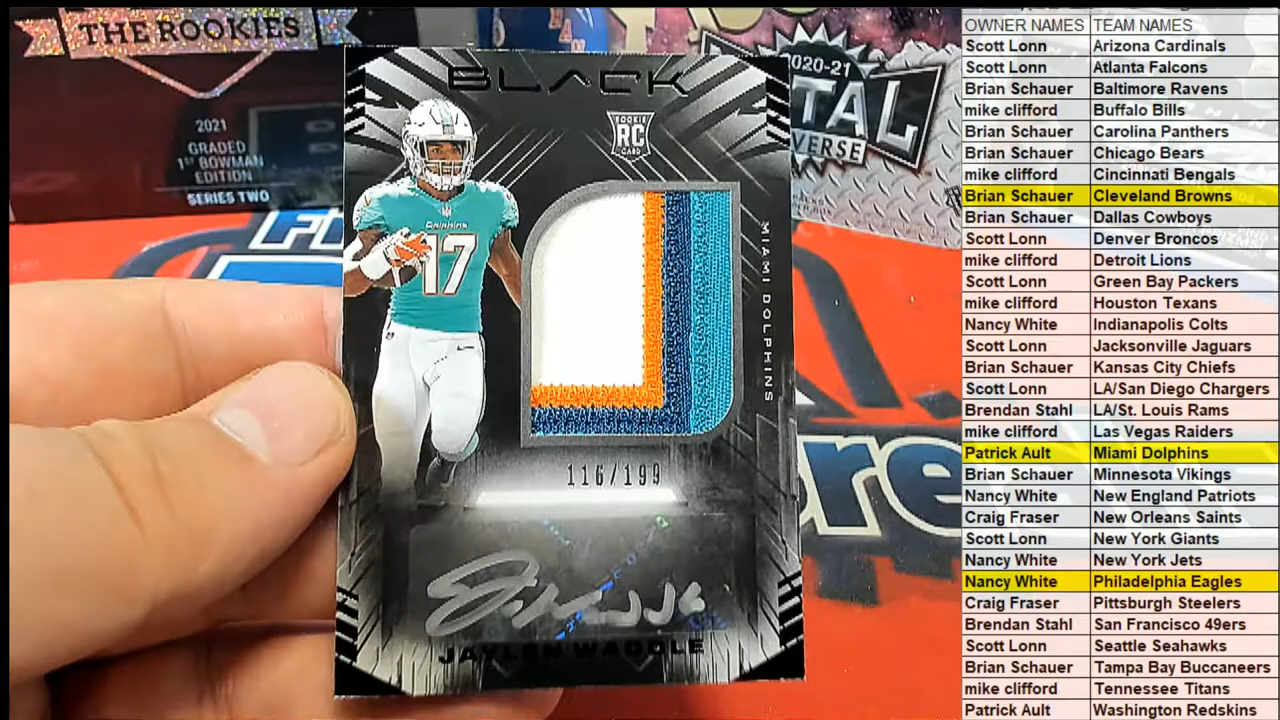 THE ROOKIES
2021
GRADED
1ST BOWMAN
EDITION
SERIES TWO
BLACK
ROOKIE
RC
CARD
Dolphins
17
MIAMI DOLPHINS
116/199
JAYLEN WADDLE
2020-21
OWNER NAMES TEAM NAMES
Scott Lonn Arizona Cardinals
Scott Lonn Atlanta Falcons
Brian Schauer Baltimore Ravens
mike clifford Buffalo Bills
Brian Schauer Carolina Panthers
Brian Schauer Chicago Bears
mike clifford Cincinnati Bengals
Brian Schauer Cleveland Browns
Brian Schauer Dallas Cowboys
Scott Lonn Denver Broncos
mike clifford Detroit Lions
Scott Lonn Green Bay Packers
mike clifford Houston Texans
Nancy White Indianapolis Colts
Scott Lonn Jacksonville Jaguars
Brian Schauer Kansas City Chiefs
Scott Lonn LA/San Diego Chargers
Brendan Stahl LA/St. Louis Rams
mike clifford Las Vegas Raiders
Patrick Ault Miami Dolphins
Brian Schauer Minnesota Vikings
Nancy White New England Patriots
Craig Fraser New Orleans Saints
Scott Lonn New York Giants
Nancy White New York Jets
Nancy White Philadelphia Eagles
Craig Fraser Pittsburgh Steelers
Brendan Stahl San Francisco 49ers
Scott Lonn Seattle Seahawks
Brian Schauer Tampa Bay Buccaneers
mike clifford Tennessee Titans
Patrick Ault Washington Redskins